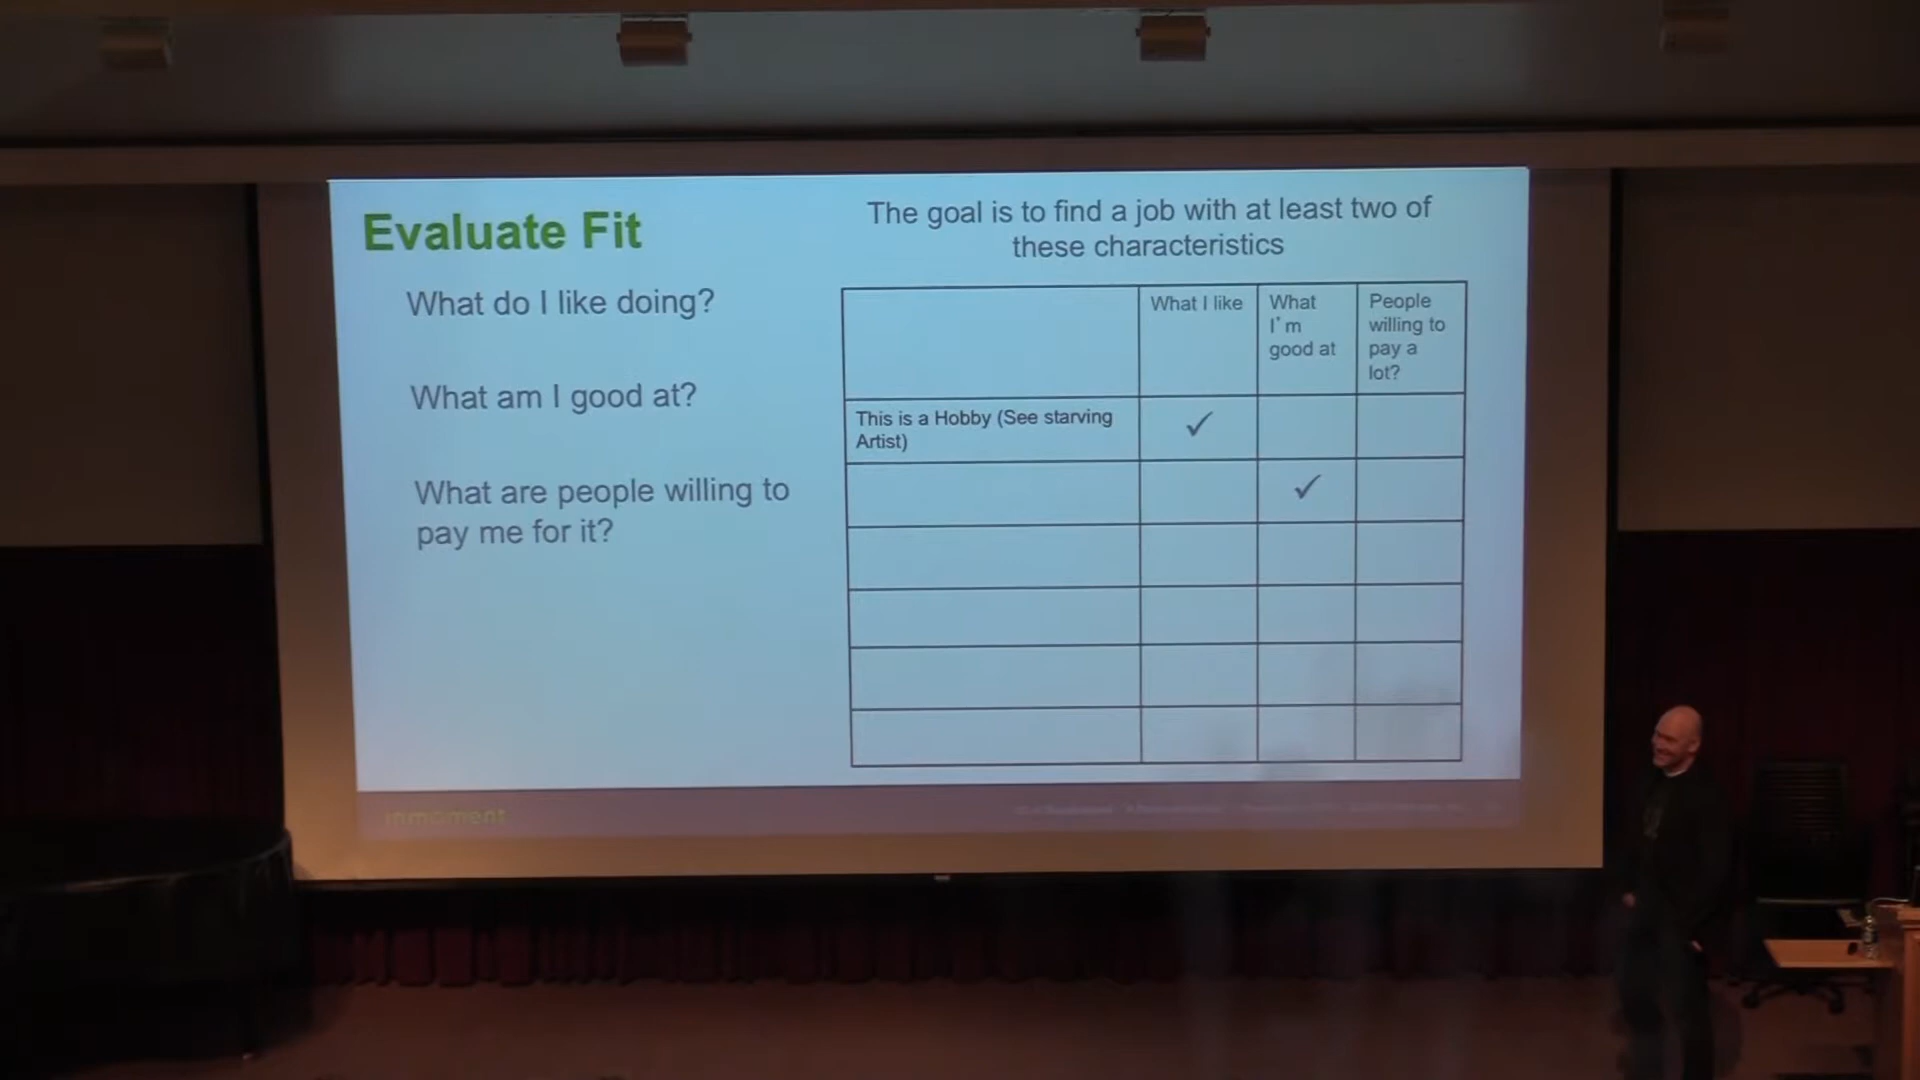 Evaluate Fit
What do I like doing?
What am I good at?
What are people willing to
pay me for it?
The goal is to find a job with at least two of
these characteristics
What I like
What
I'm
good at
People
willing to
pay a
lot?
This is a Hobby (See starving
Artist)
✓
✓
inmoment